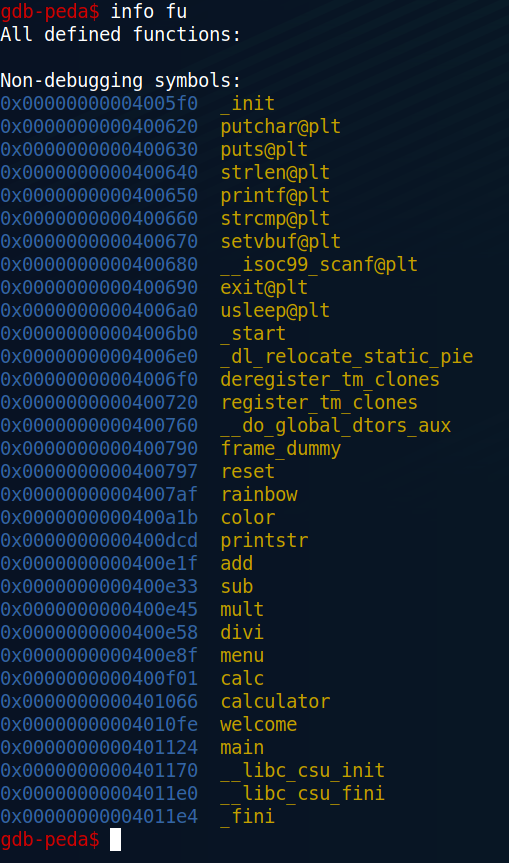 gdb-peda$ info fu
All defined functions:
Non-debugging symbols:
0x00000000004005f0  _init
0x0000000000400620  putchar@plt
0x0000000000400630  puts@plt
0x0000000000400640  strlen@plt
0x0000000000400650  printf@plt
0x0000000000400660  strcmp@plt
0x0000000000400670  setvbuf@plt
0x0000000000400680  __isoc99_scanf@plt
0x0000000000400690  exit@plt
0x00000000004006a0  usleep@plt
0x00000000004006b0  _start
0x00000000004006e0  _dl_relocate_static_pie
0x00000000004006f0  deregister_tm_clones
0x0000000000400720  register_tm_clones
0x0000000000400760  __do_global_dtors_aux
0x0000000000400790  frame_dummy
0x0000000000400797  reset
0x00000000004007af  rainbow
0x0000000000400a1b  color
0x0000000000400dcd  printstr
0x0000000000400e1f  add
0x0000000000400e33  sub
0x0000000000400e45  mult
0x0000000000400e58  divi
0x0000000000400e8f  menu
0x0000000000400f01  calc
0x0000000000401066  calculator
0x00000000004010fe  welcome
0x0000000000401124  main
0x0000000000401170  __libc_csu_init
0x00000000004011e0  __libc_csu_fini
0x00000000004011e4  _fini
gdb-peda$